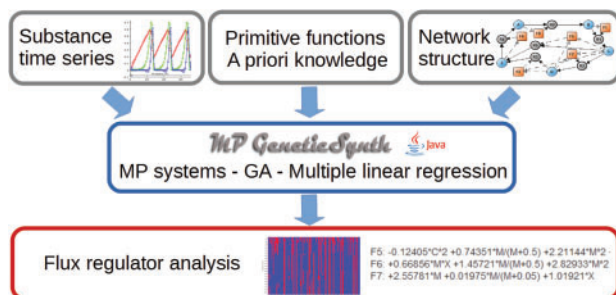 Substance
time series
Primitive functions
A priori knowledge
Network
structure
MP GeneticSynth
Java
MP systems - GA - Multiple linear regression
Flux regulator analysis
F5: -0.12405*C^2 +0.74351*M/(M+0.5) +2.21144*M^2 -
F6: +0.66856*M*X +1.45721*M/(M+0.5) +2.82933*M^2
F7: +2.55781*M +0.01975*M/(M+0.05) +1.01921*X